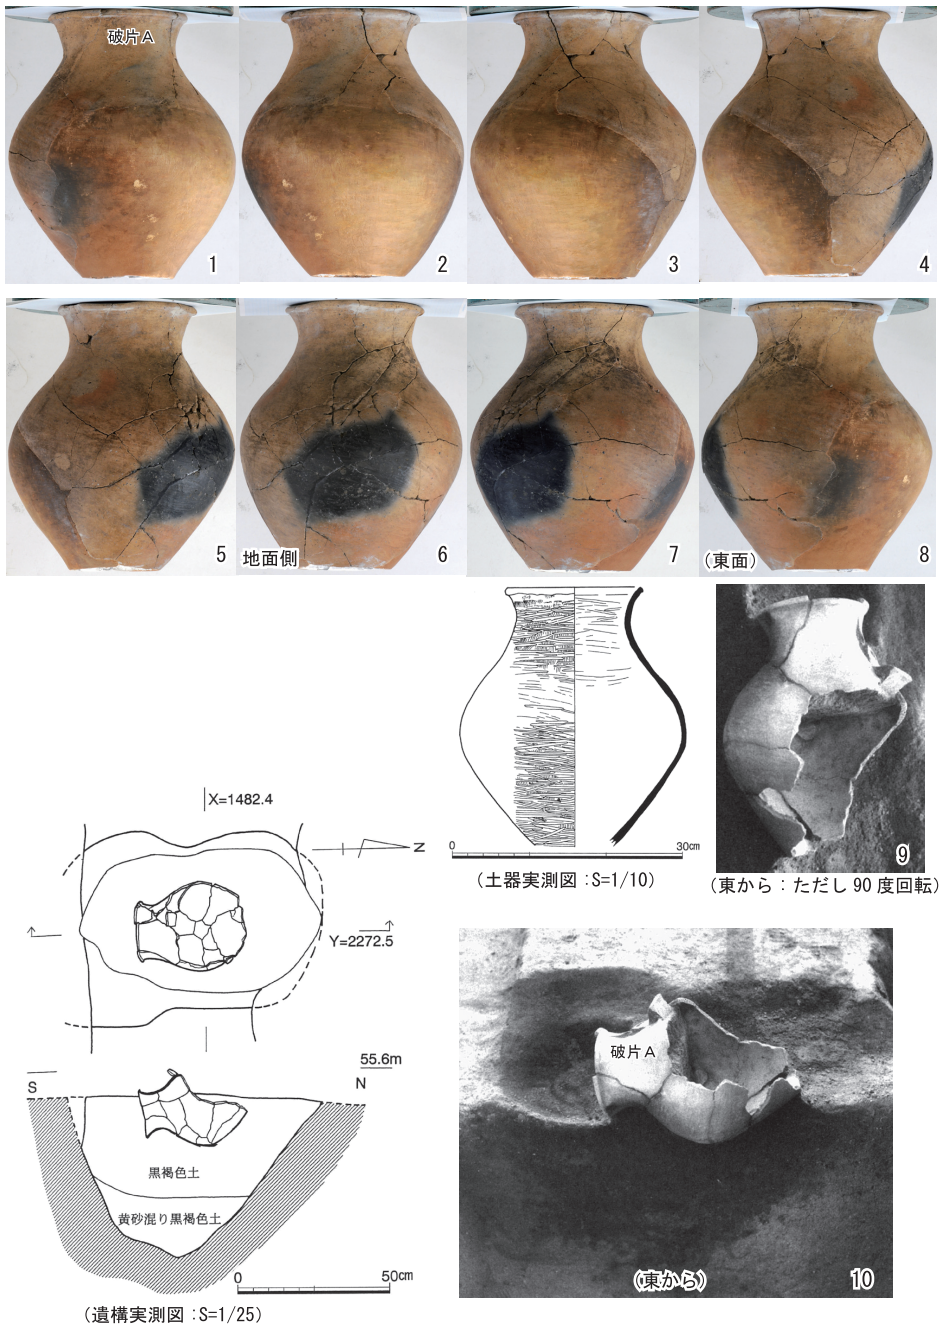 破片A
1
2
3
4
5
地面側
6
7
(東面)
8
0
30cm
(土器実測図:S=1/10)
9
(東から:ただし90度回転)
X=1482.4
N
Y=2272.5
S
N
55.6m
黒褐色土
黄砂混り黒褐色土
0
50cm
(遺構実測図:S=1/25)
破片A
(東から)
10